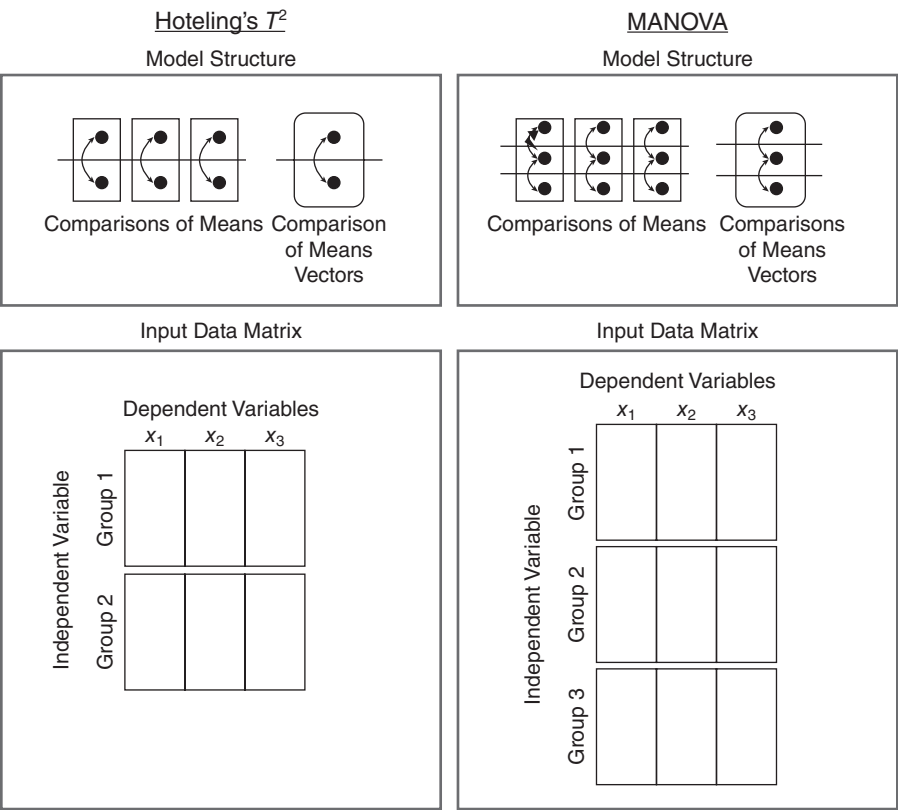 Hoteling's T²
Model Structure
Comparisons of Means
Comparison
of Means
Vectors
Input Data Matrix
Dependent Variables
x₁ x₂ x₃
Independent Variable
Group 1
Group 2
MANOVA
Model Structure
Comparisons of Means
Comparisons
of Means
Vectors
Input Data Matrix
Dependent Variables
x₁ x₂ x₃
Independent Variable
Group 1
Group 2
Group 3